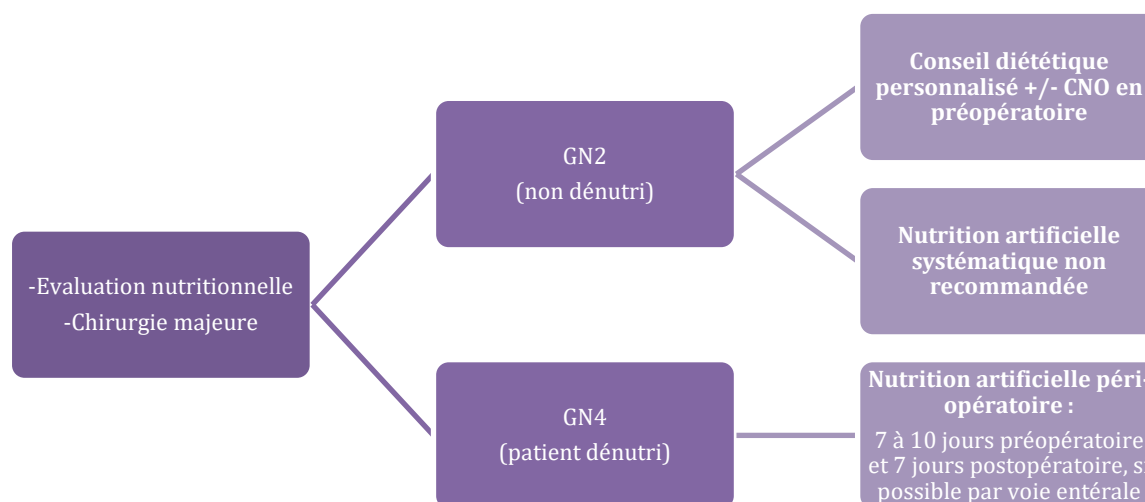 -Evaluation nutritionnelle
-Chirurgie majeure
GN2
(non dénutri)
Conseil diététique
personnalisé +/- CNO en
préopératoire
Nutrition artificielle
systématique non
recommandée
GN4
(patient dénutri)
Nutrition artificielle péri-
opératoire :
7 à 10 jours préopératoire
et 7 jours postopératoire, si
possible par voie entérale